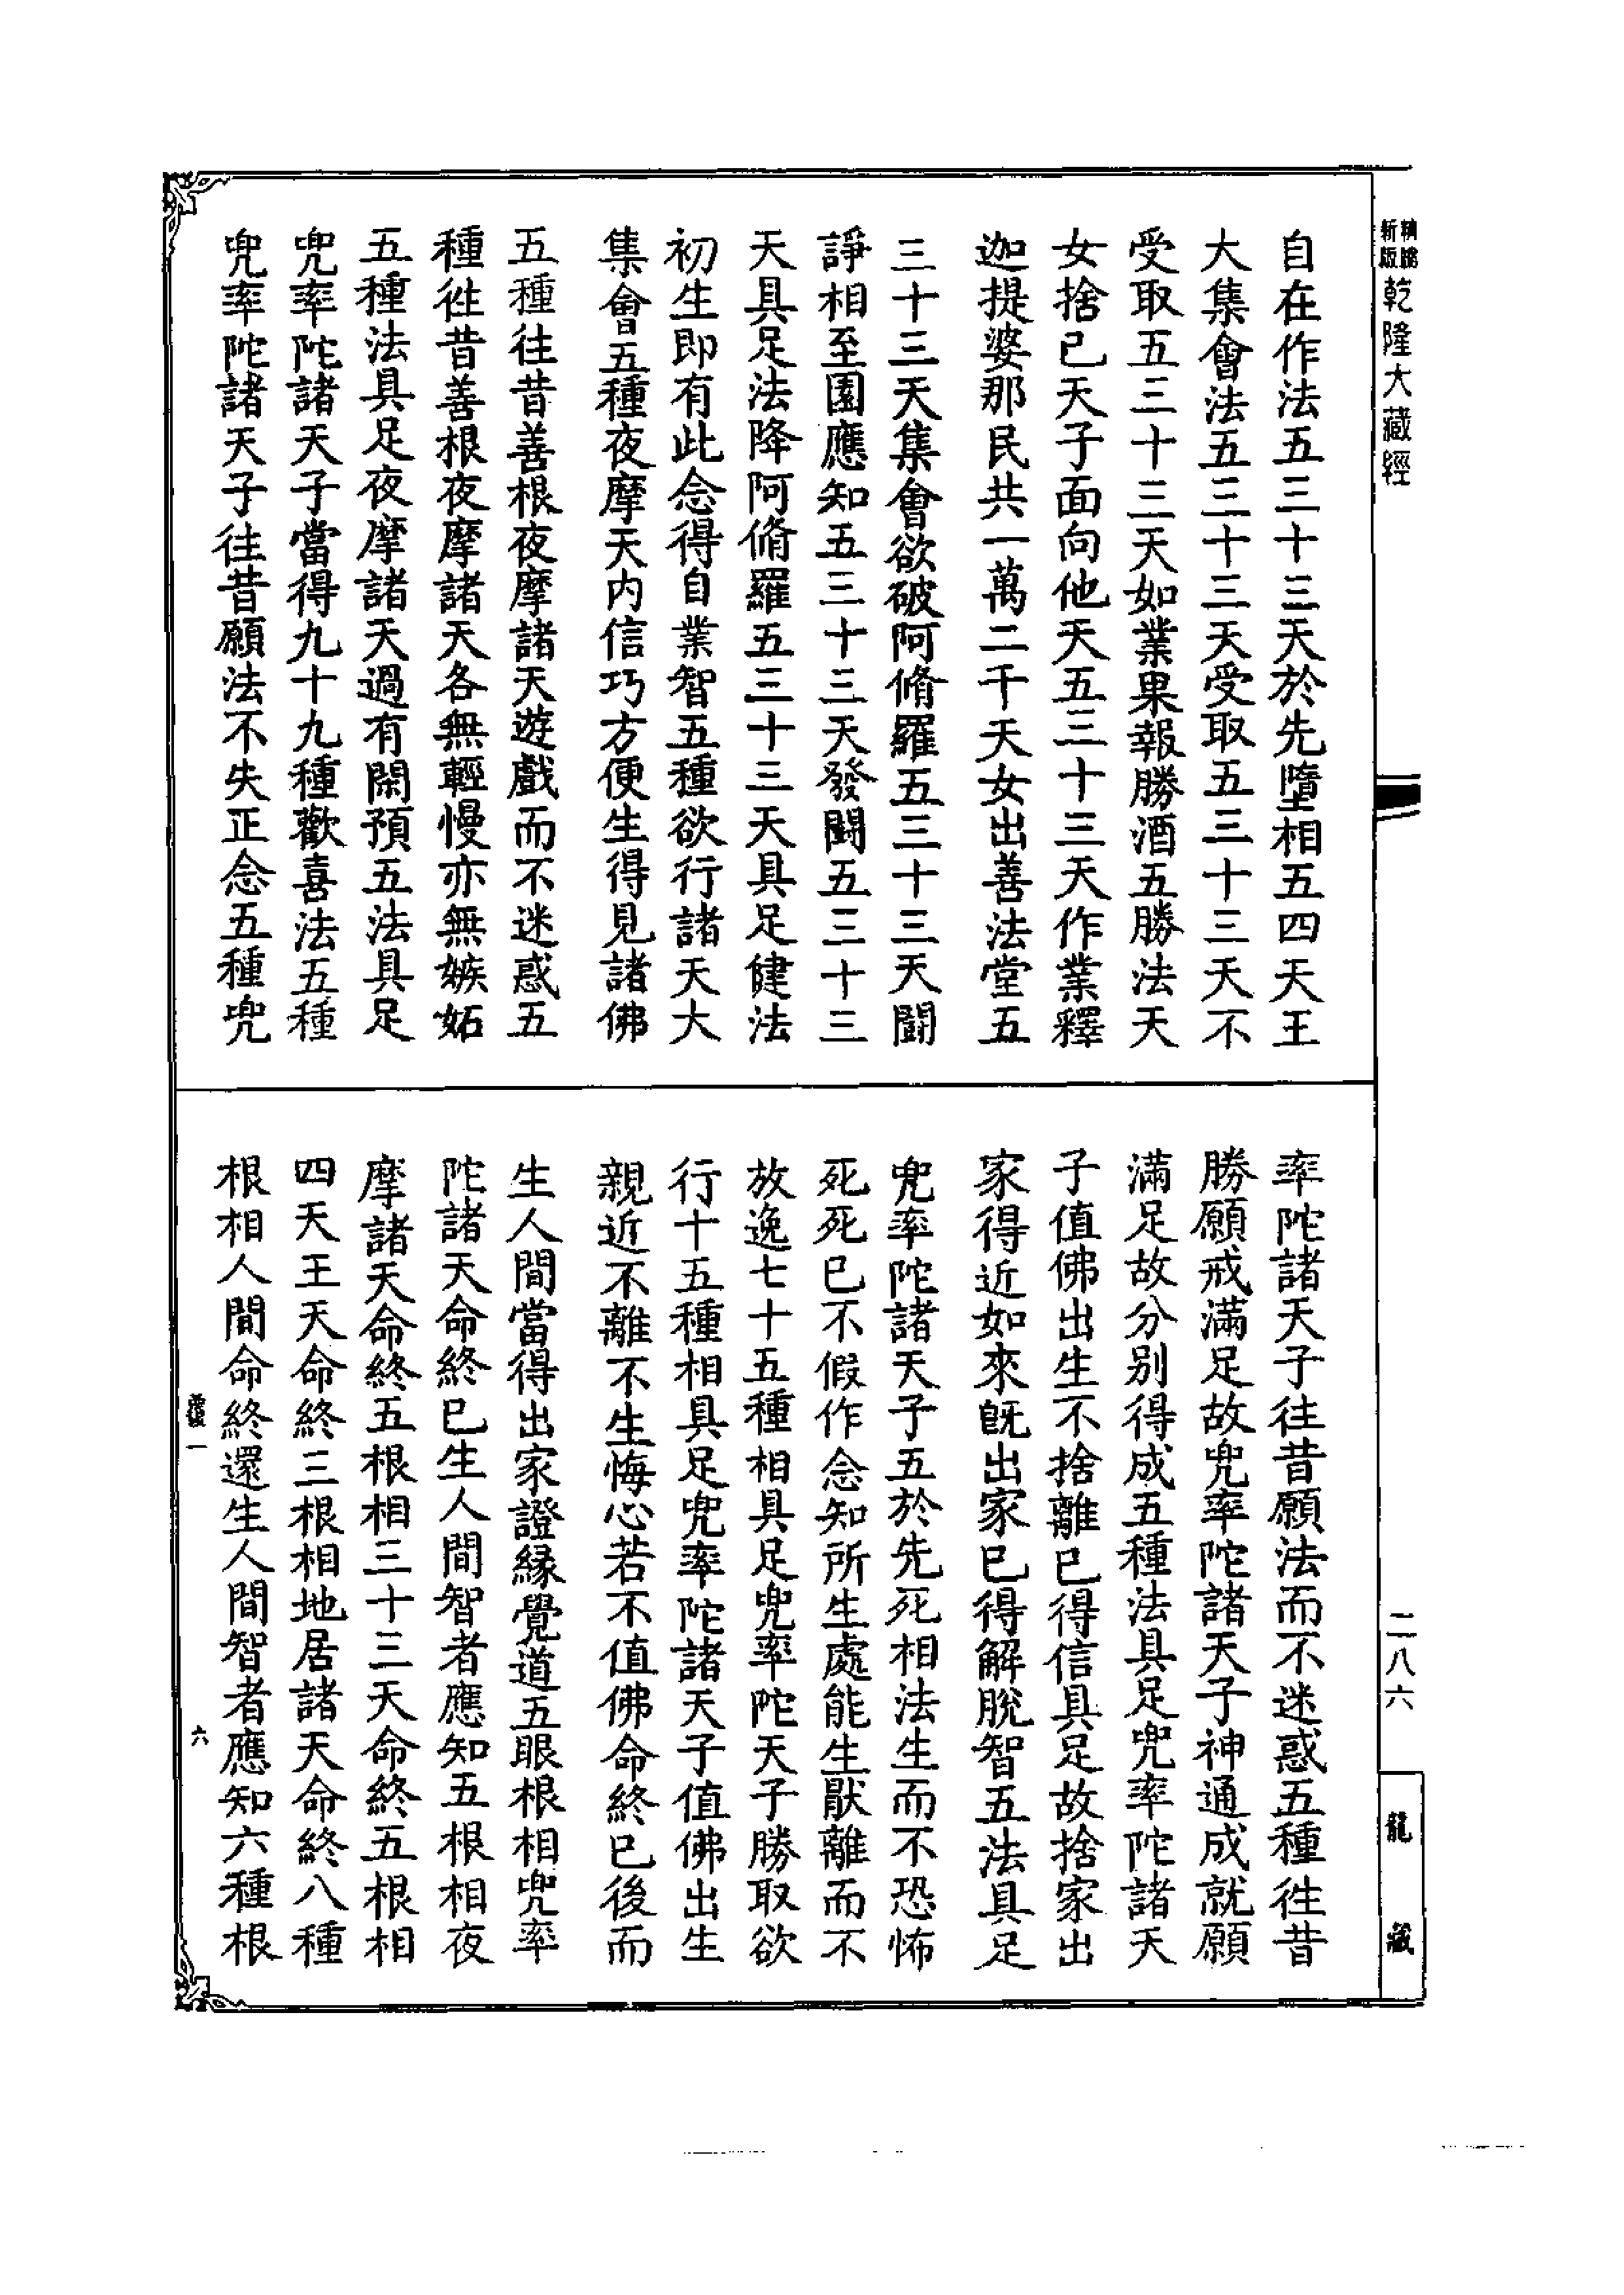 新版
乾隆大藏經
自在作法五三十三天於先墮相五四天王
大集會法五三十三天受取五三十三天不
受取五三十三天如業果報勝酒五勝法天
女捨已天子面向他天五三十三天作業釋
迦提婆那民共一萬二千天女出善法堂五
三十三天集會欲破阿脩羅五三十三天鬪
諍相至園應知五三十三天發鬪五三十三
天具足法降阿脩羅五三十三天具足健法
初生即有此念得自業智五種欲行諸天大
集會五種夜摩天內信巧方便生得見諸佛
五種往昔善根夜摩諸天遊戲而不迷惑五
種往昔善根夜摩諸天各無輕慢亦無嫉妬
五種法具足夜摩諸天過有閑預五法具足
兜率陀諸天子當得九十九種歡喜法五種
兜率陀諸天子往昔願法不失正念五種兜
率陀諸天子往昔願法而不迷惑五種往昔
勝願戒滿足故兜率陀諸天子神通成就願
滿足故分別得成五種法具足兜率陀諸天
子值佛出生不捨離已得信具足故捨家出
家得近如來旣出家已得解脫智五法具足
兜率陀諸天子五於先死相法生而不恐怖
死死已不假作念知所生處能生猒離而不
放逸七十五種相具足兜率陀天子勝取欲
行十五種相具足兜率陀諸天子值佛出生
親近不離不生悔心若不值佛命終已後而
生人間當得出家證緣覺道五眼根相兜率
陀諸天命終已生人間智者應知五根相夜
摩諸天命終五根相三十三天命終五根相
四天王天命終三根相地居諸天命終八種
根相人間命終還生人間智者應知六種根
六
二八六
龍藏